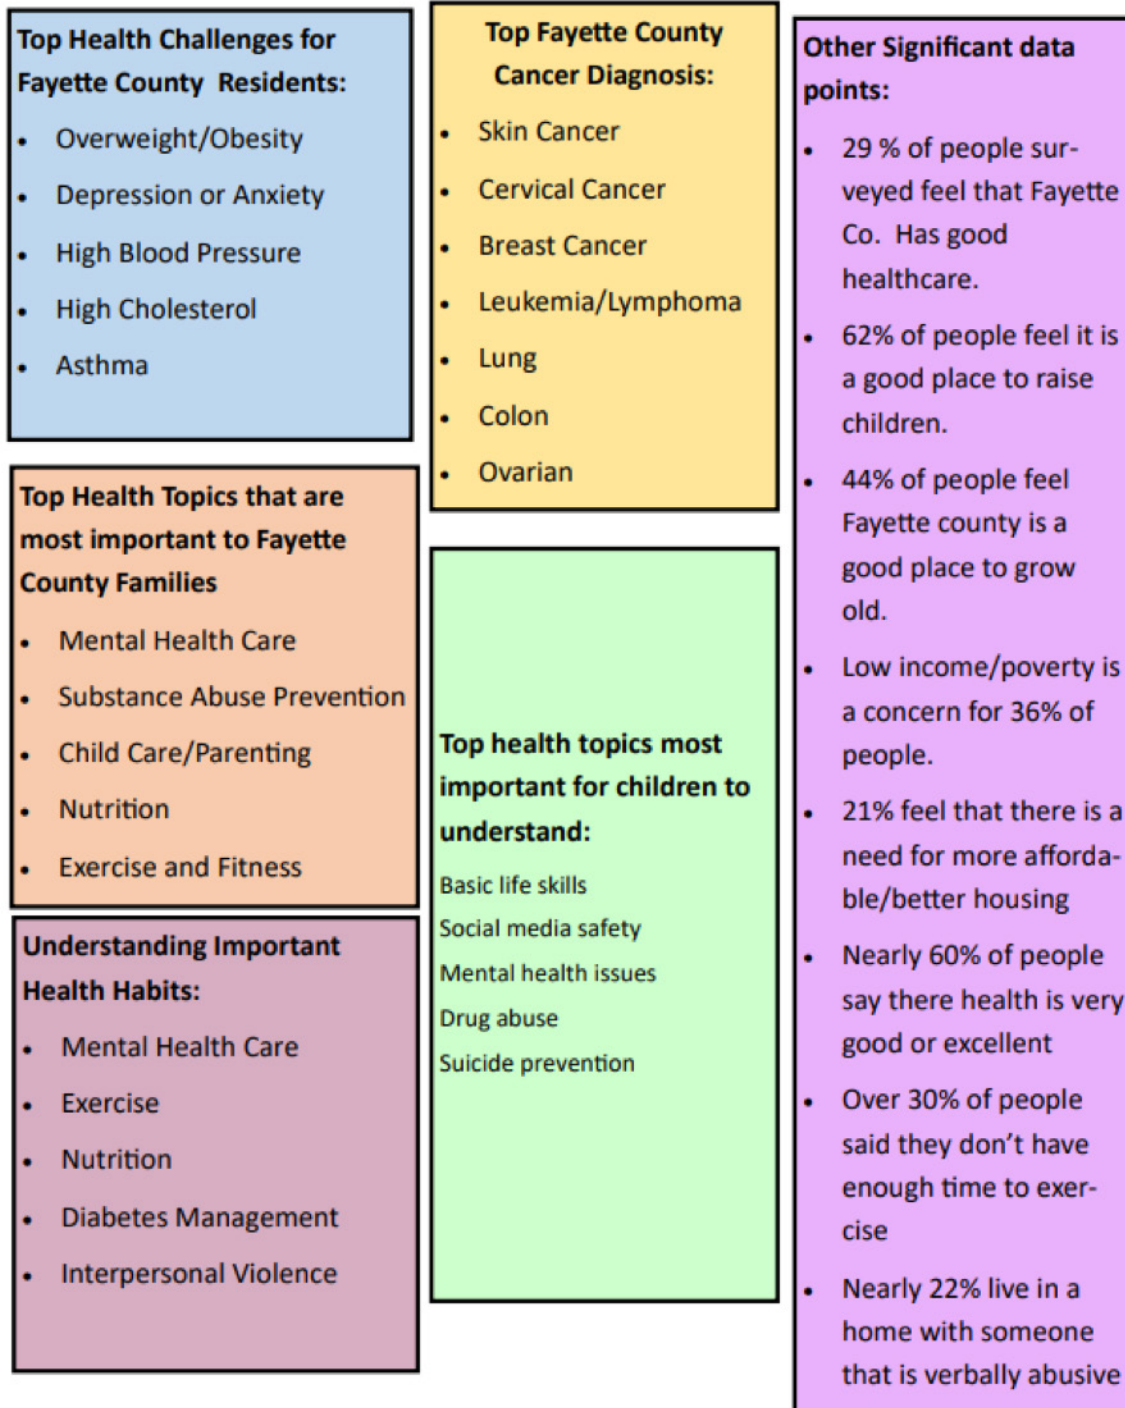 Top Health Challenges for
Fayette County Residents:
• Overweight/Obesity
• Depression or Anxiety
• High Blood Pressure
• High Cholesterol
• Asthma
Top Health Topics that are
most important to Fayette
County Families
• Mental Health Care
• Substance Abuse Prevention
• Child Care/Parenting
• Nutrition
• Exercise and Fitness
Understanding Important
Health Habits:
• Mental Health Care
• Exercise
• Nutrition
• Diabetes Management
• Interpersonal Violence
Top Fayette County
Cancer Diagnosis:
• Skin Cancer
• Cervical Cancer
• Breast Cancer
• Leukemia/Lymphoma
• Lung
• Colon
• Ovarian
Top health topics most
important for children to
understand:
Basic life skills
Social media safety
Mental health issues
Drug abuse
Suicide prevention
Other Significant data
points:
• 29 % of people sur-
veyed feel that Fayette
Co. Has good
healthcare.
• 62% of people feel it is
a good place to raise
children.
• 44% of people feel
Fayette county is a
good place to grow
old.
• Low income/poverty is
a concern for 36% of
people.
• 21% feel that there is a
need for more afforda-
ble/better housing
• Nearly 60% of people
say there health is very
good or excellent
• Over 30% of people
said they don’t have
enough time to exer-
cise
• Nearly 22% live in a
home with someone
that is verbally abusive